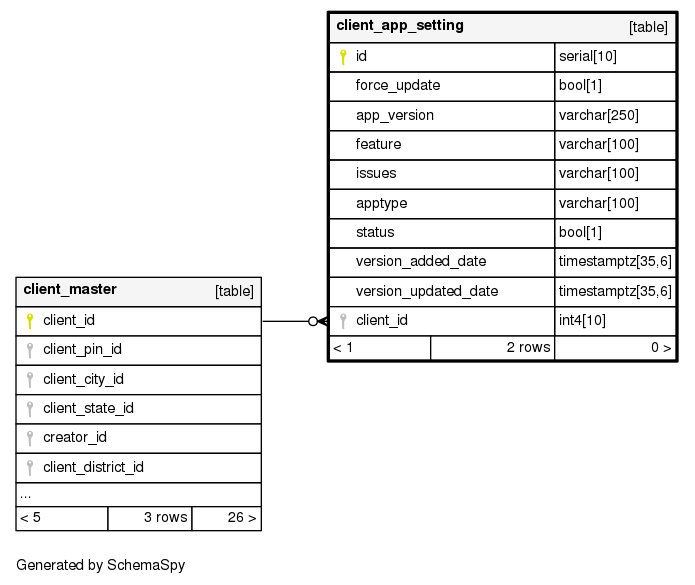 client_app_setting [table]
id serial[10]
force_update bool[1]
app_version varchar[250]
feature varchar[100]
issues varchar[100]
apptype varchar[100]
status bool[1]
version_added_date timestamptz[35,6]
version_updated_date timestamptz[35,6]
client_id int4[10]
< 1 2 rows 0 >
client_master [table]
client_id
client_pin_id
client_city_id
client_state_id
creator_id
client_district_id
...
< 5 3 rows 26 >
Generated by SchemaSpy